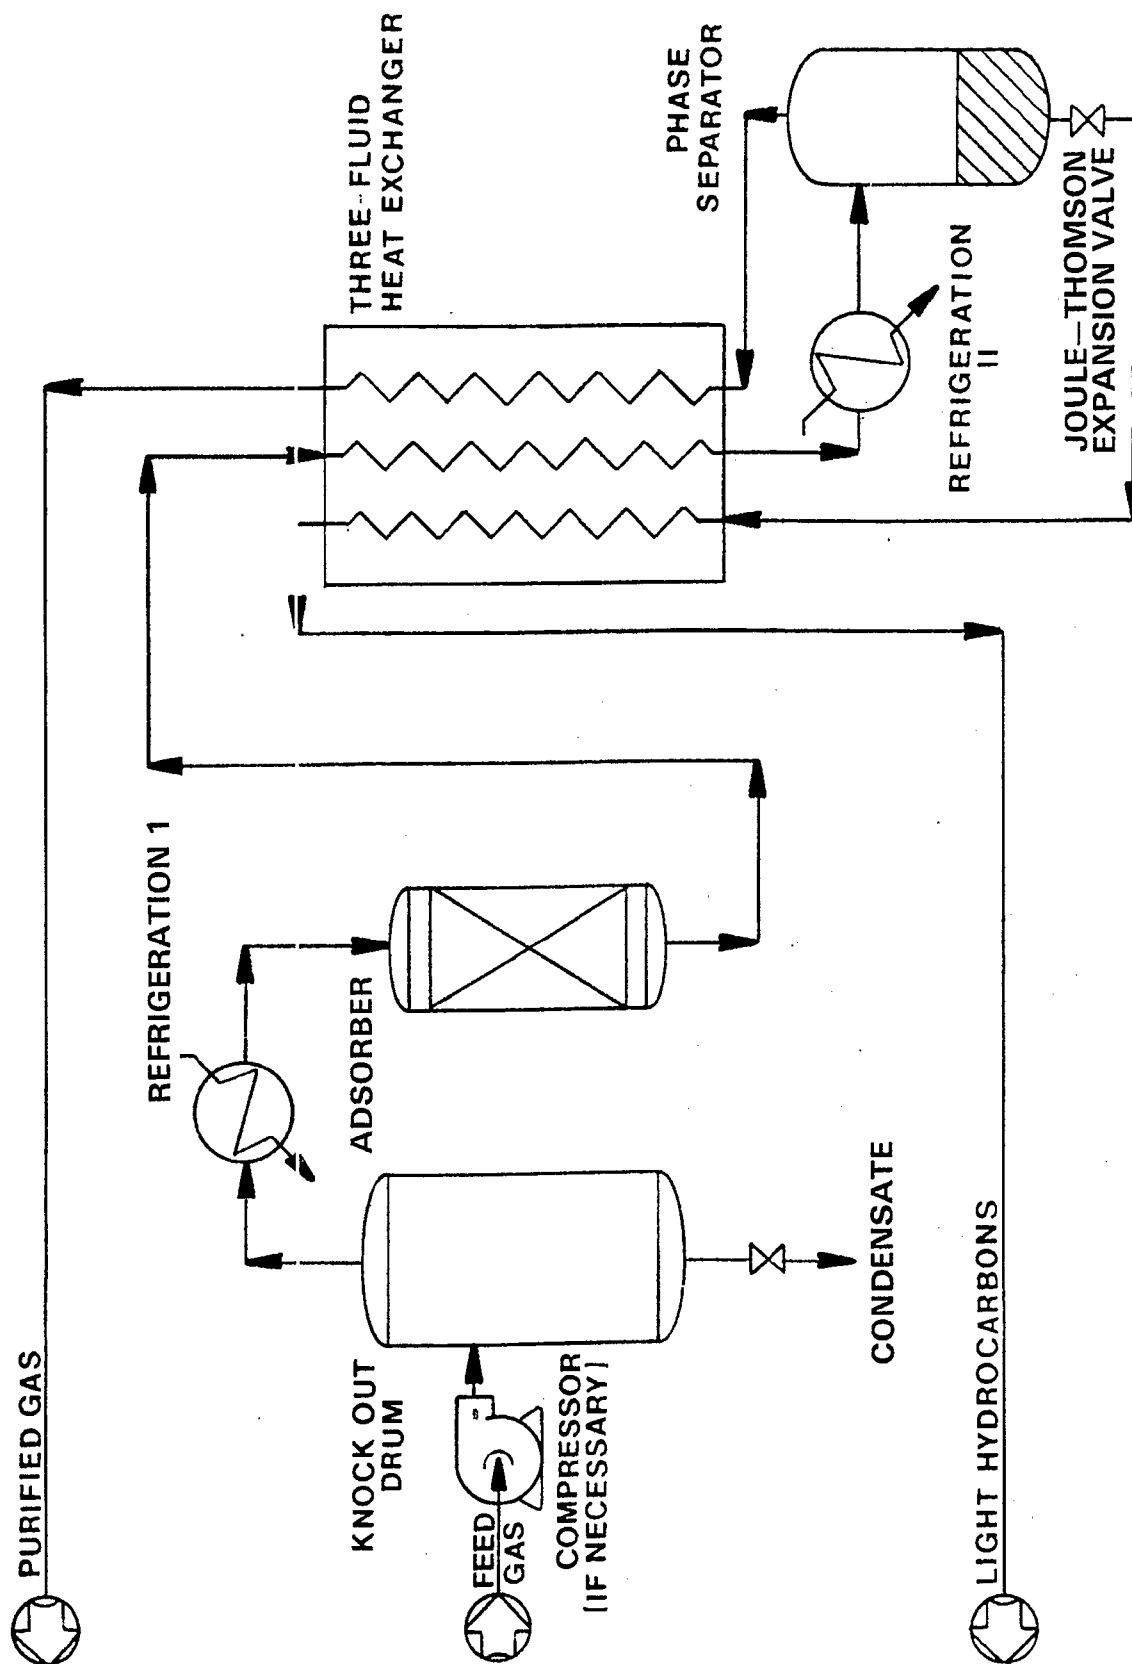 PURIFIED GAS
REFRIGERATION 1
THREE-FLUID
HEAT EXCHANGER
KNOCK OUT
DRUM
ADSORBER
PHASE
SEPARATOR
FEED
GAS
COMPRESSOR
(IF NECESSARY)
CONDENSATE
REFRIGERATION
II
JOULE-THOMSON
EXPANSION VALVE
LIGHT HYDROCARBONS